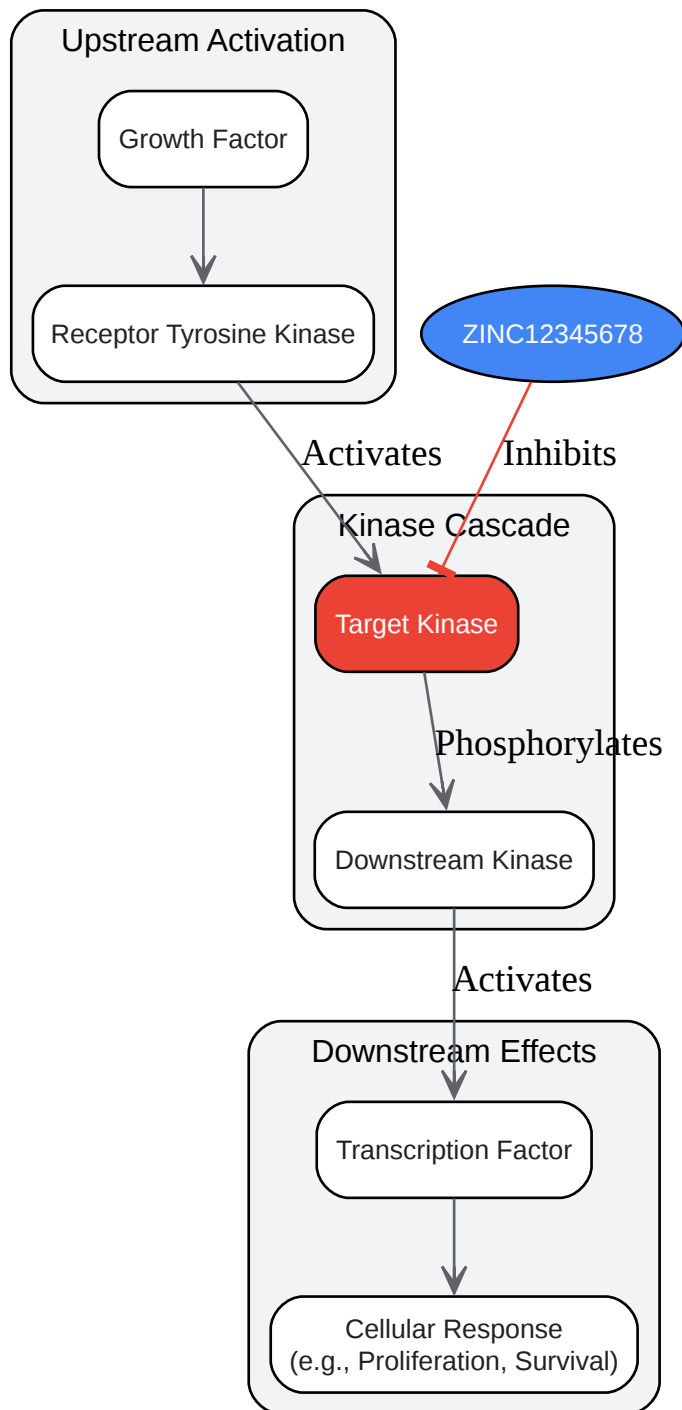 Upstream Activation
Growth Factor
Receptor Tyrosine Kinase
ZINC12345678
Activates
Inhibits
Kinase Cascade
Target Kinase
Phosphorylates
Downstream Kinase
Activates
Downstream Effects
Transcription Factor
Cellular Response
(e.g., Proliferation, Survival)